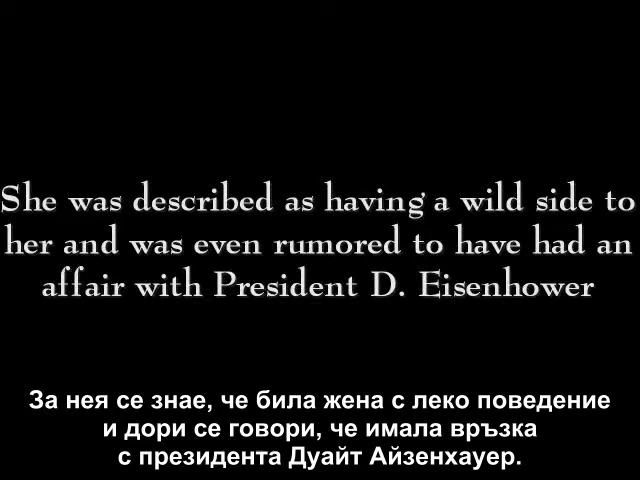 She was described as having a wild side to
her and was even rumored to have had an
affair with President D. Eisenhower
За нея се знае, че била жена с леко поведение
и дори се говори, че имала връзка
с президента Дуайт Айзенхауер.